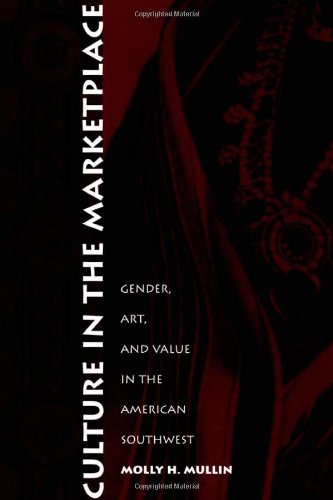 CULTURE IN THE MARKETPLACE
GENDER,
ART,
AND VALUE
IN THE
AMERICAN
SOUTHWEST
MOLLY H. MULLIN